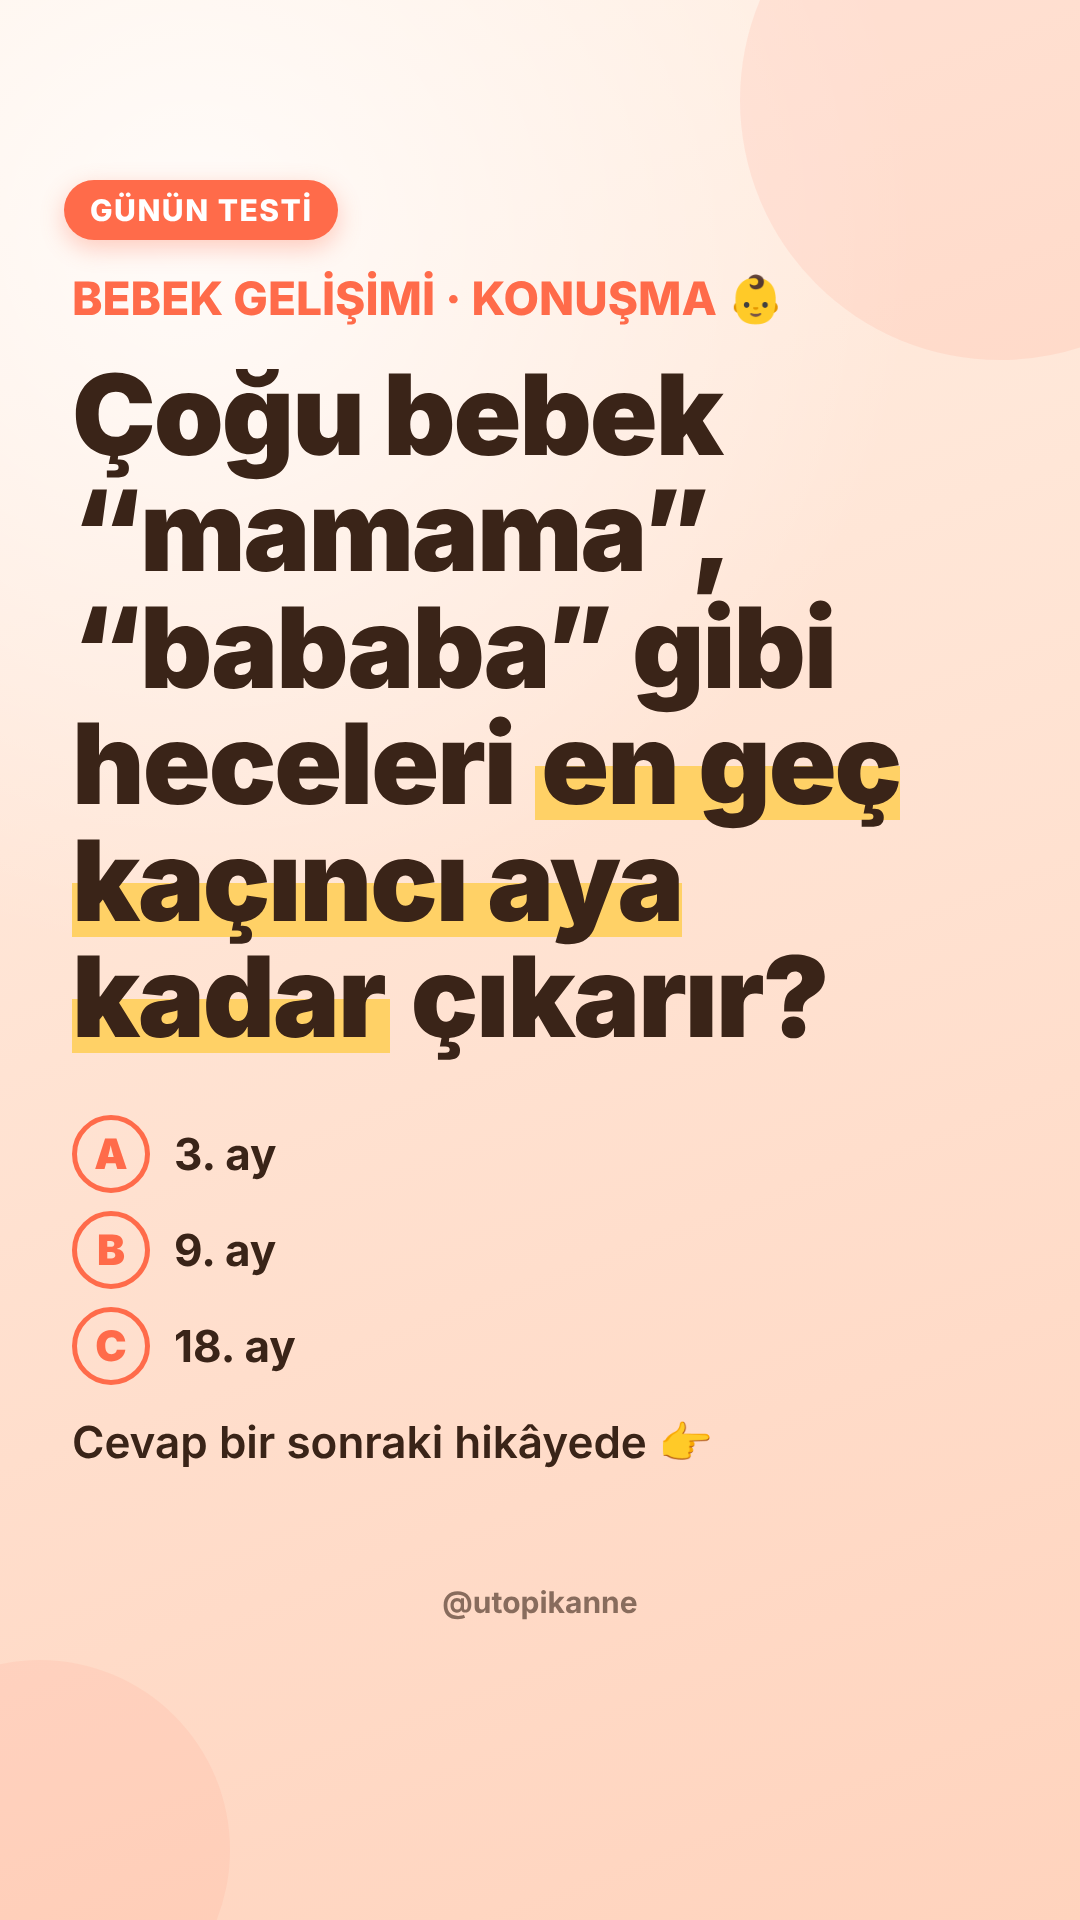 GÜNÜN TESTİ
BEBEK GELİŞİMİ · KONUŞMA 👶
Çoğu bebek
“mamama”,
“bababa” gibi
heceleri en geç
kaçıncı aya
kadar çıkarır?
A 3. ay
B 9. ay
C 18. ay
Cevap bir sonraki hikâyede 👉
@utopikanne